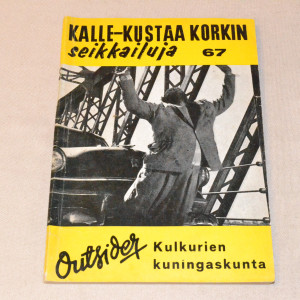 KALLE-KUSTAA KORKIN
seikkailuja 67
Outsider
Kulkurien
kuningaskunta